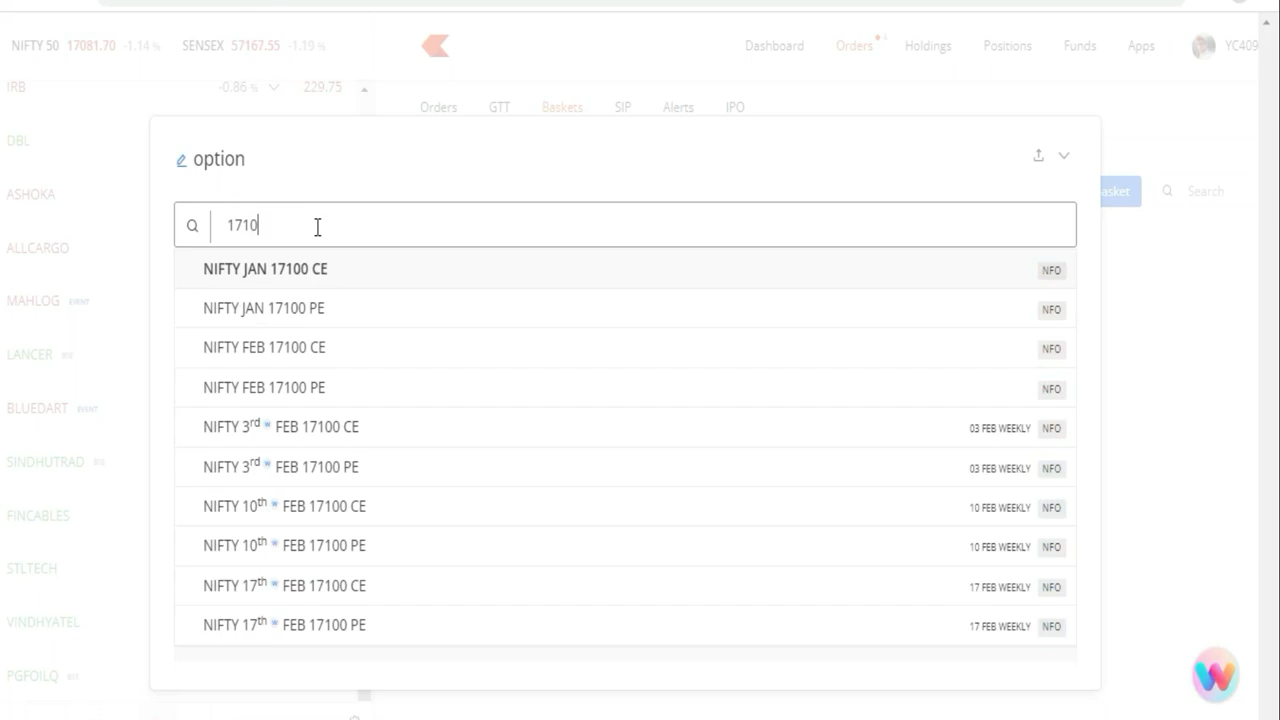 NIFTY 50 17081.70 -1.14 % SENSEX 57167.55 -1.19 %
Dashboard Orders Holdings Positions Funds Apps YC409
IRB -0.86 % 229.75
Orders GTT Baskets SIP Alerts IPO
DBL
option
asket Search
ASHOKA
1710
ALLCARGO
NIFTY JAN 17100 CE NFO
MAHLOG EVENT
NIFTY JAN 17100 PE NFO
LANCER
NIFTY FEB 17100 CE NFO
NIFTY FEB 17100 PE NFO
BLUEDART EVENT
NIFTY 3rd FEB 17100 CE 03 FEB WEEKLY NFO
SINDHUTRAD
NIFTY 3rd FEB 17100 PE 03 FEB WEEKLY NFO
NIFTY 10th FEB 17100 CE 10 FEB WEEKLY NFO
FINCABLES
NIFTY 10th FEB 17100 PE 10 FEB WEEKLY NFO
STLTECH
NIFTY 17th FEB 17100 CE 17 FEB WEEKLY NFO
VINDHYATEL
NIFTY 17th FEB 17100 PE 17 FEB WEEKLY NFO
PGFOILQ